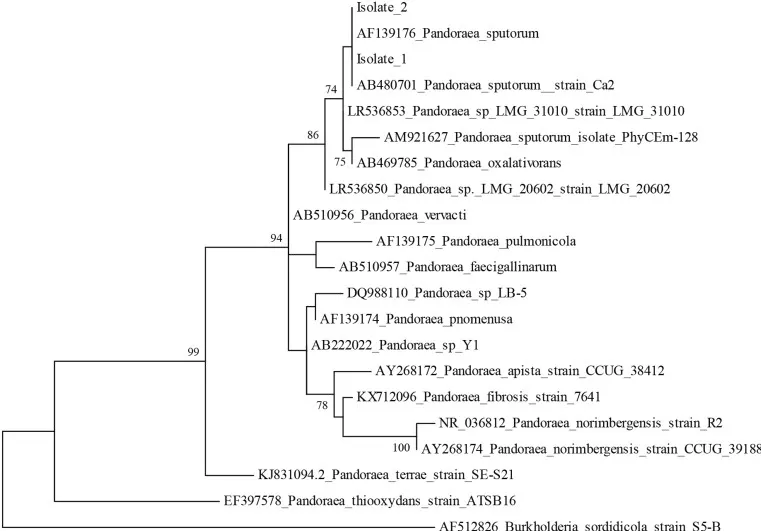 Isolate_2
AF139176_Pandoraea_sputorum
Isolate_1
AB480701_Pandoraea_sputorum__strain_Ca2
74
LR536853_Pandoraea_sp_LMG_31010_strain_LMG_31010
86
AM921627_Pandoraea_sputorum_isolate_PhyCEm-128
75
AB469785_Pandoraea_oxalativorans
LR536850_Pandoraea_sp._LMG_20602_strain_LMG_20602
AB510956_Pandoraea_vervacti
94
AF139175_Pandoraea_pulmonicola
AB510957_Pandoraea_faecigallinarum
DQ988110_Pandoraea_sp_LB-5
AF139174_Pandoraea_pnomenusa
AB222022_Pandoraea_sp_Y1
99
AY268172_Pandoraea_apista_strain_CCUG_38412
78
KX712096_Pandoraea_fibrosis_strain_7641
NR_036812_Pandoraea_norimbergensis_strain_R2
100
AY268174_Pandoraea_norimbergensis_strain_CCUG_39188
KJ831094.2_Pandoraea_terrae_strain_SE-S21
EF397578_Pandoraea_thiooxydans_strain_ATSB16
AF512826_Burkholderia_sordidicola_strain_S5-B